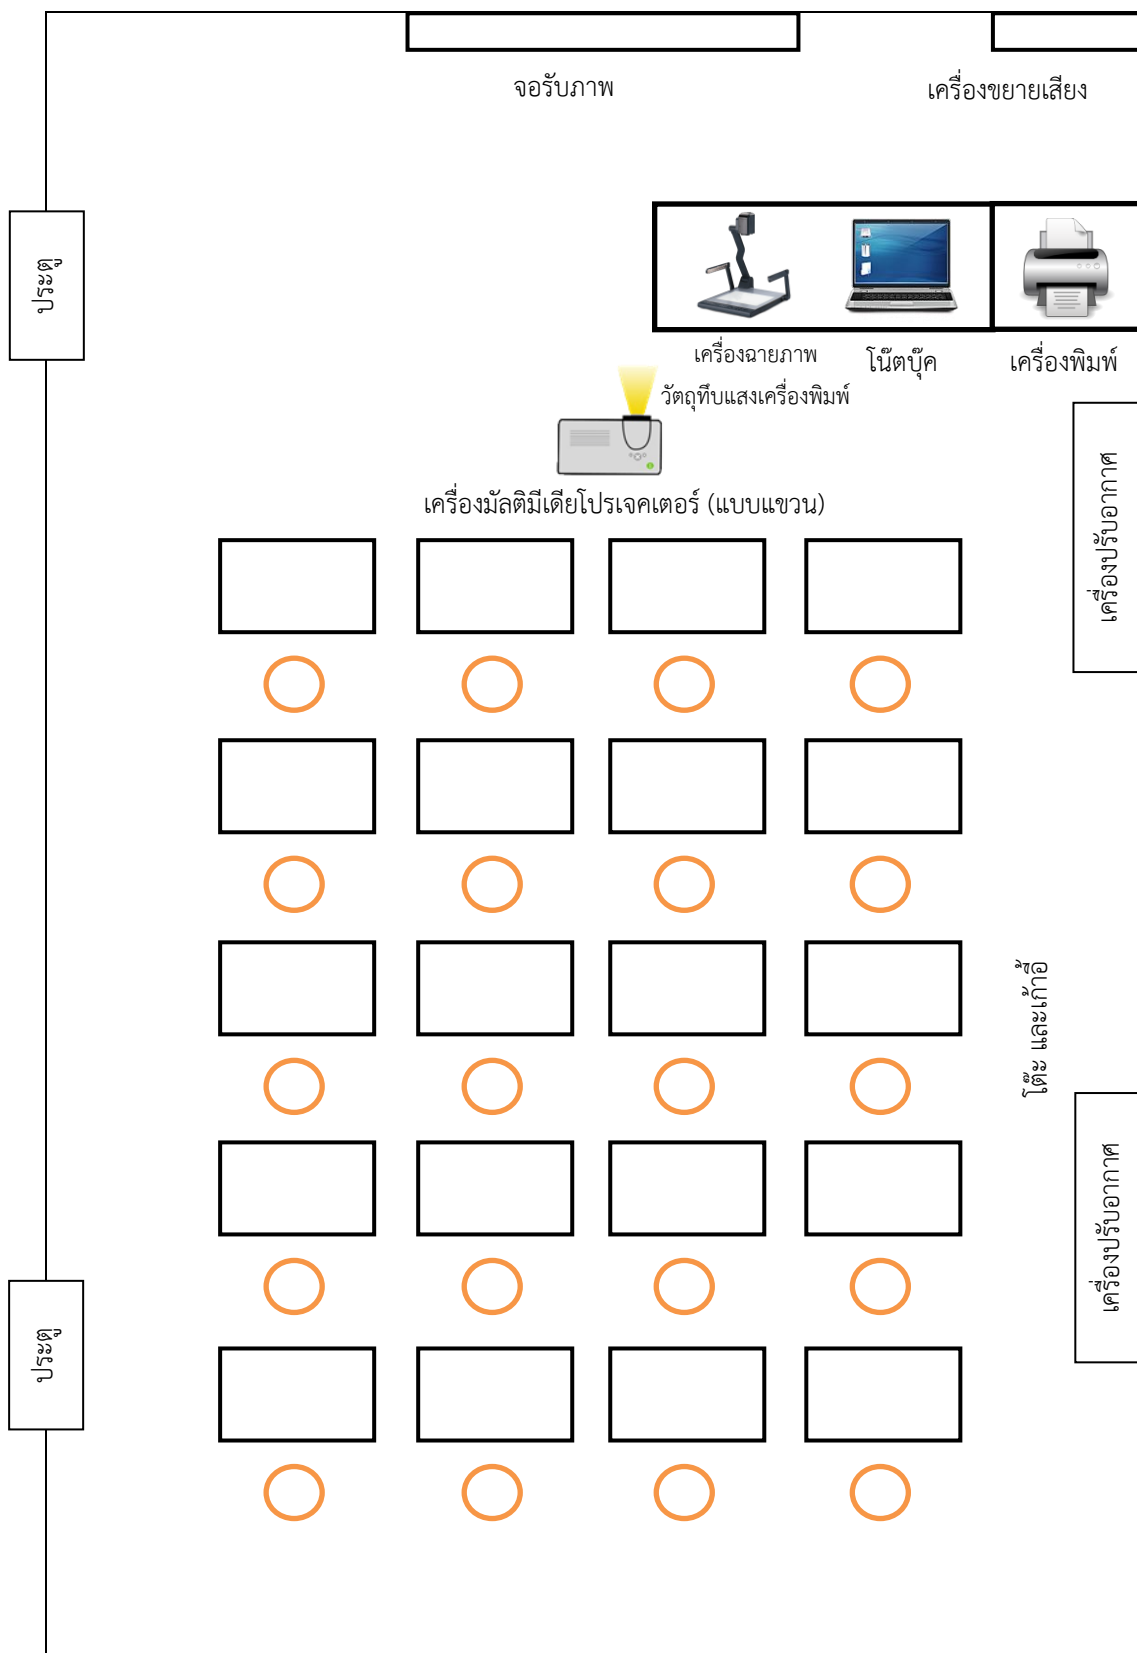 จอรับภาพ
เครื่องขยายเสียง
ประตู
เครื่องฉายภาพ
วัตถุทึบแสงเครื่องพิมพ์
โน๊ตบุ๊ค
เครื่องพิมพ์
เครื่องมัลติมีเดียโปรเจคเตอร์ (แบบแขวน)
เครื่องปรับอากาศ
โต๊ะ และเก้าอี้
เครื่องปรับอากาศ
ประตู